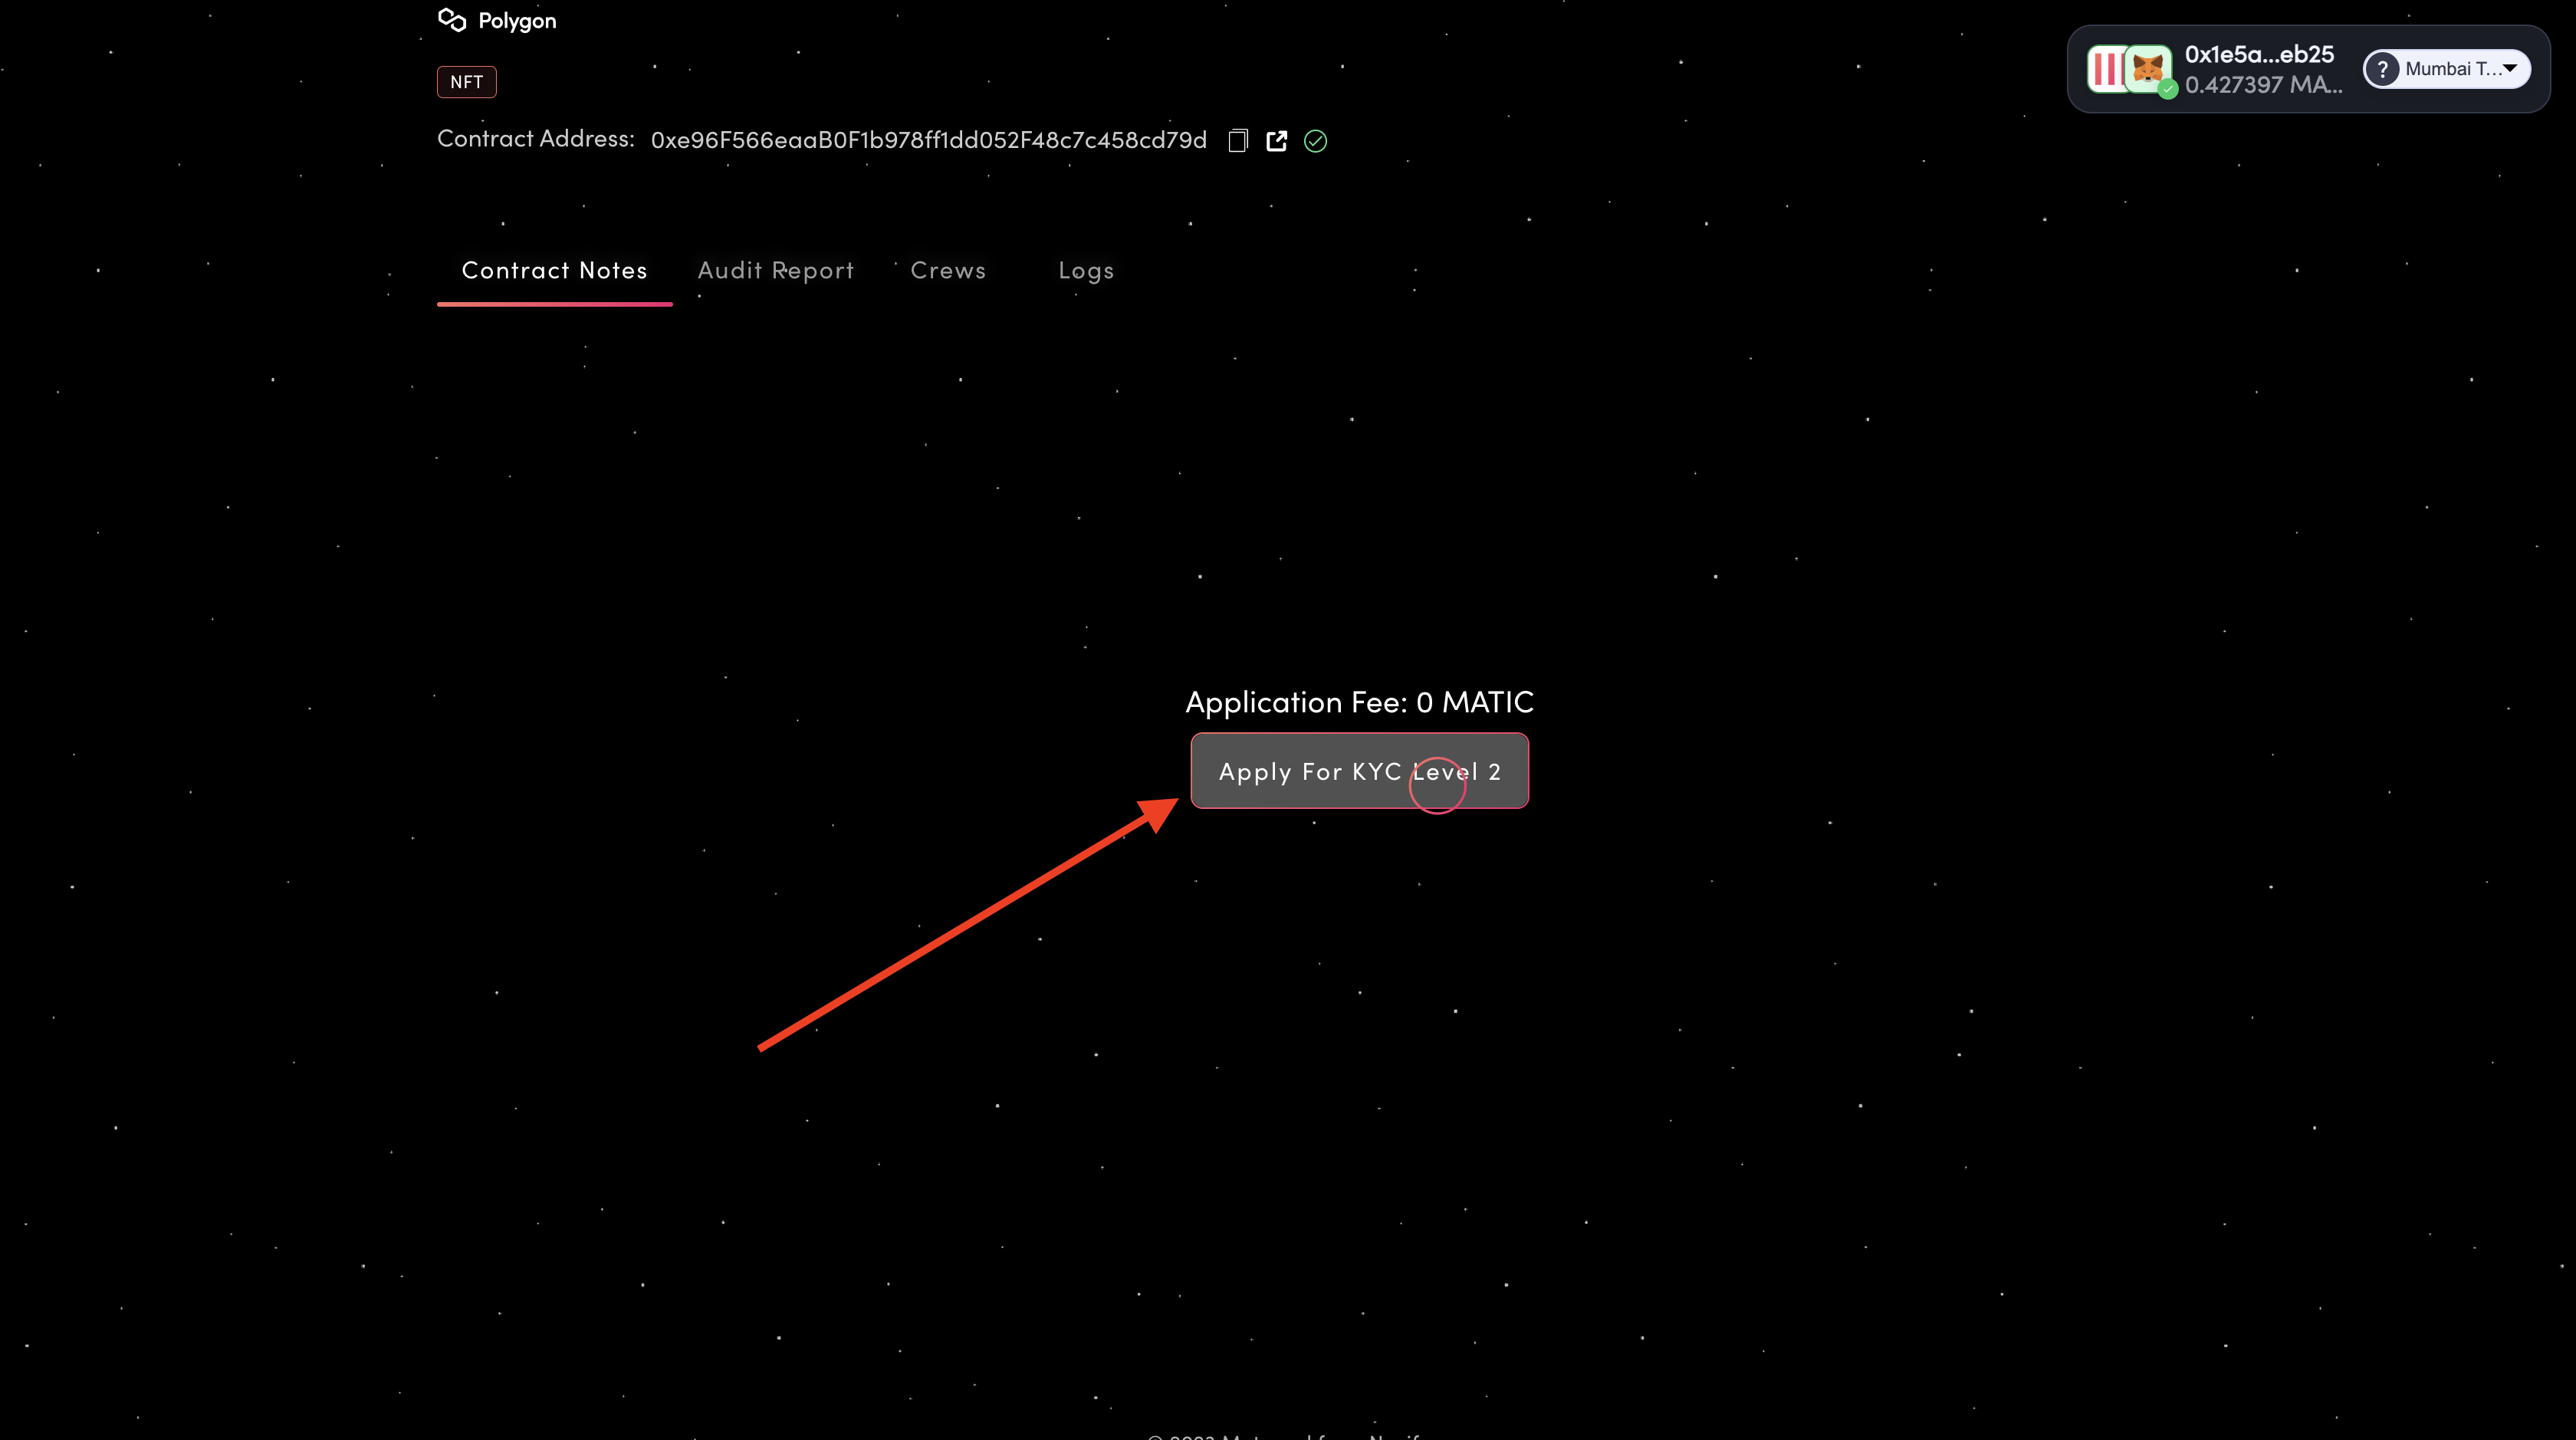 Polygon
NFT
Contract Address: 0xe96F566eaaB0F1b978ff1dd052F48c7c458cd79d
0x1e5a...eb25
0.427397 MA...
? Mumbai T...
Contract Notes Audit Report Crews Logs
Application Fee: 0 MATIC
Apply For KYC Level 2